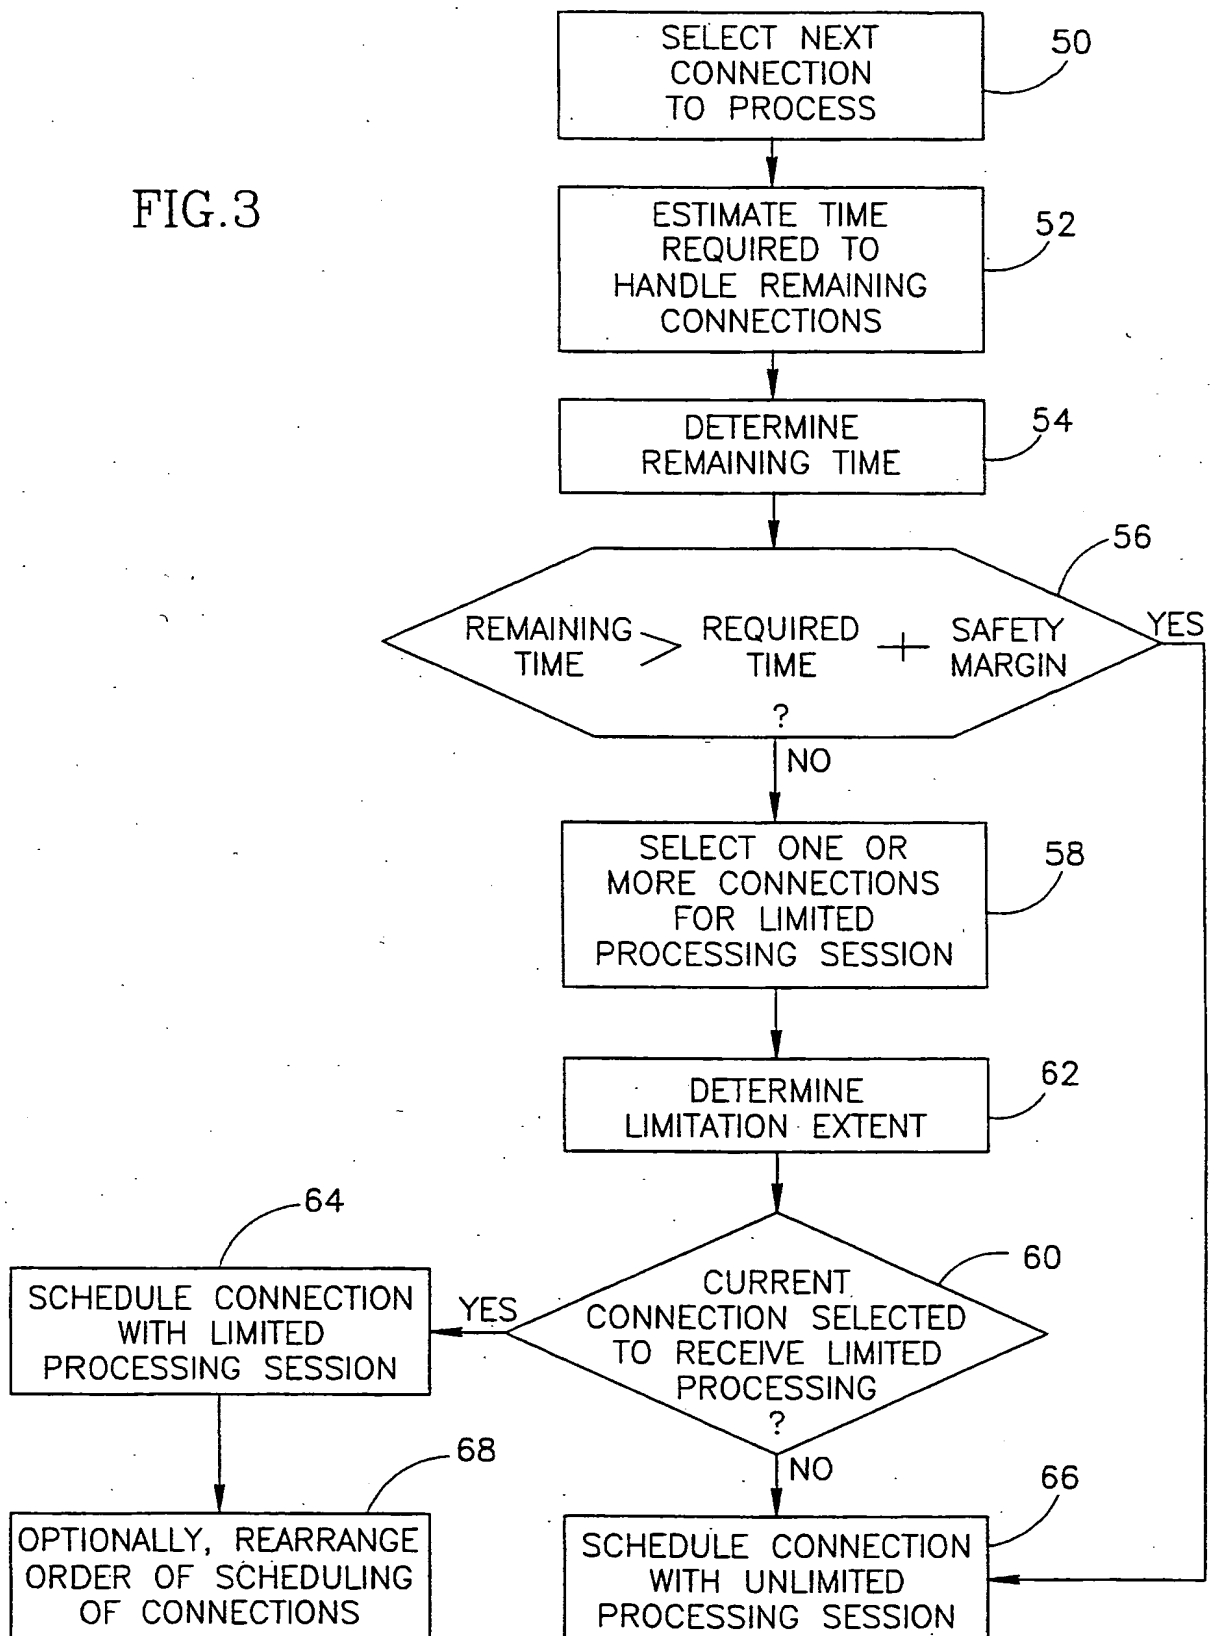 SELECT NEXT
CONNECTION
TO PROCESS
50
FIG.3
ESTIMATE TIME
REQUIRED TO
HANDLE REMAINING
CONNECTIONS
52
DETERMINE
REMAINING TIME
54
56
REMAINING
TIME
>
REQUIRED
TIME
+
SAFETY
MARGIN
?
YES
NO
SELECT ONE OR
MORE CONNECTIONS
FOR LIMITED
PROCESSING SESSION
58
DETERMINE
LIMITATION EXTENT
62
CURRENT
CONNECTION SELECTED
TO RECEIVE LIMITED
PROCESSING
?
60
YES
NO
64
SCHEDULE CONNECTION
WITH LIMITED
PROCESSING SESSION
68
OPTIONALLY, REARRANGE
ORDER OF SCHEDULING
OF CONNECTIONS
66
SCHEDULE CONNECTION
WITH UNLIMITED
PROCESSING SESSION